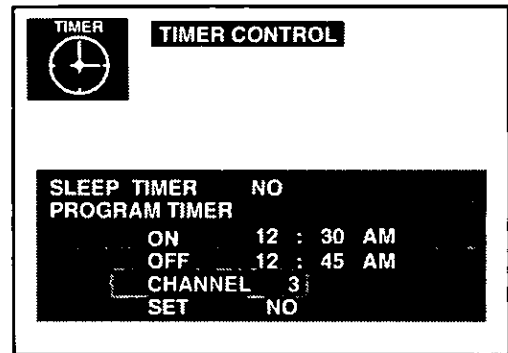 TIMER
TIMER CONTROL
SLEEP TIMER NO
PROGRAM TIMER
ON 12 : 30 AM
OFF 12 : 45 AM
CHANNEL 3
SET NO